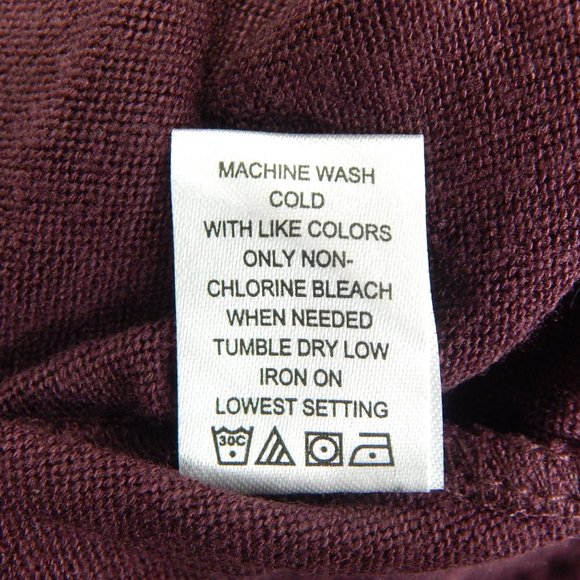 MACHINE WASH
COLD
WITH LIKE COLORS
ONLY NON-
CHLORINE BLEACH
WHEN NEEDED
TUMBLE DRY LOW
IRON ON
LOWEST SETTING
30C